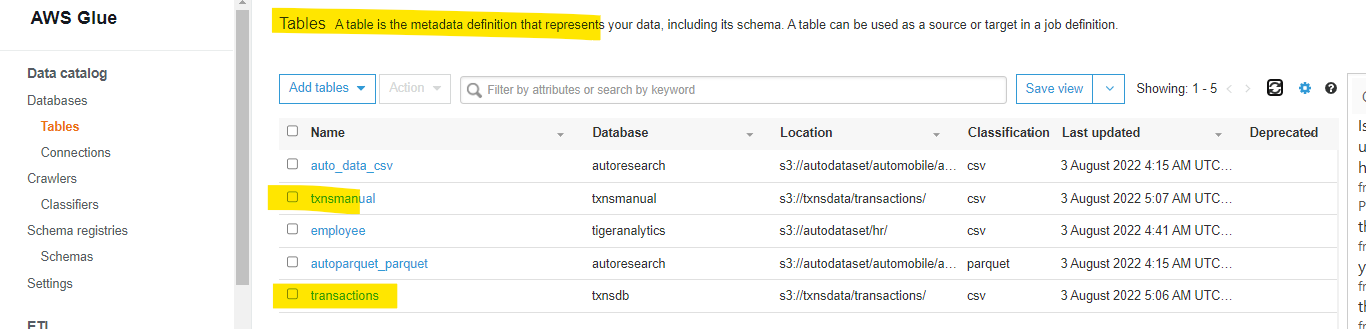 AWS Glue
Data catalog
Databases
Tables
Connections
Crawlers
Classifiers
Schema registries
Schemas
Settings
Tables A table is the metadata definition that represents your data, including its schema. A table can be used as a source or target in a job definition.
Add tables Action Filter by attributes or search by keyword Save view Showing: 1 - 5
Name Database Location Classification Last updated Deprecated
auto_data_csv autoresearch s3://autodataset/automobile/a... csv 3 August 2022 4:15 AM UTC...
txnsmanual txnsmanual s3://txnsdata/transactions/ csv 3 August 2022 5:07 AM UTC...
employee tigeranalytics s3://autodataset/hr/ csv 3 August 2022 4:41 AM UTC...
autoparquet_parquet autoresearch s3://autodataset/automobile/a... parquet 3 August 2022 4:15 AM UTC...
transactions txnsdb s3://txnsdata/transactions/ csv 3 August 2022 5:06 AM UTC...